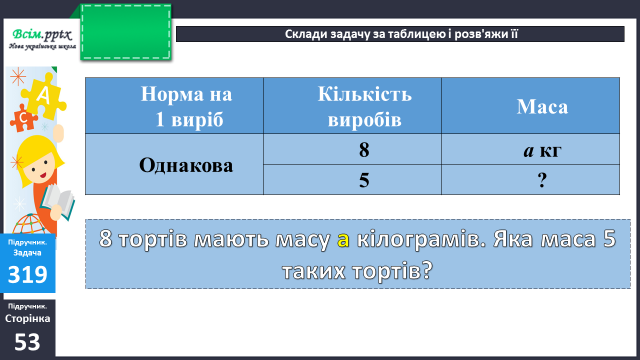 Всім.pptx
Нова українська школа
Склади задачу за таблицею і розв'яжи її
А
С
Норма на
1 виріб
Кількість
виробів
Маса
Однакова
8
а кг
5
?
8 тортів мають масу а кілограмів. Яка маса 5
таких тортів?
Підручник.
Задача
319
Підручник.
Сторінка
53